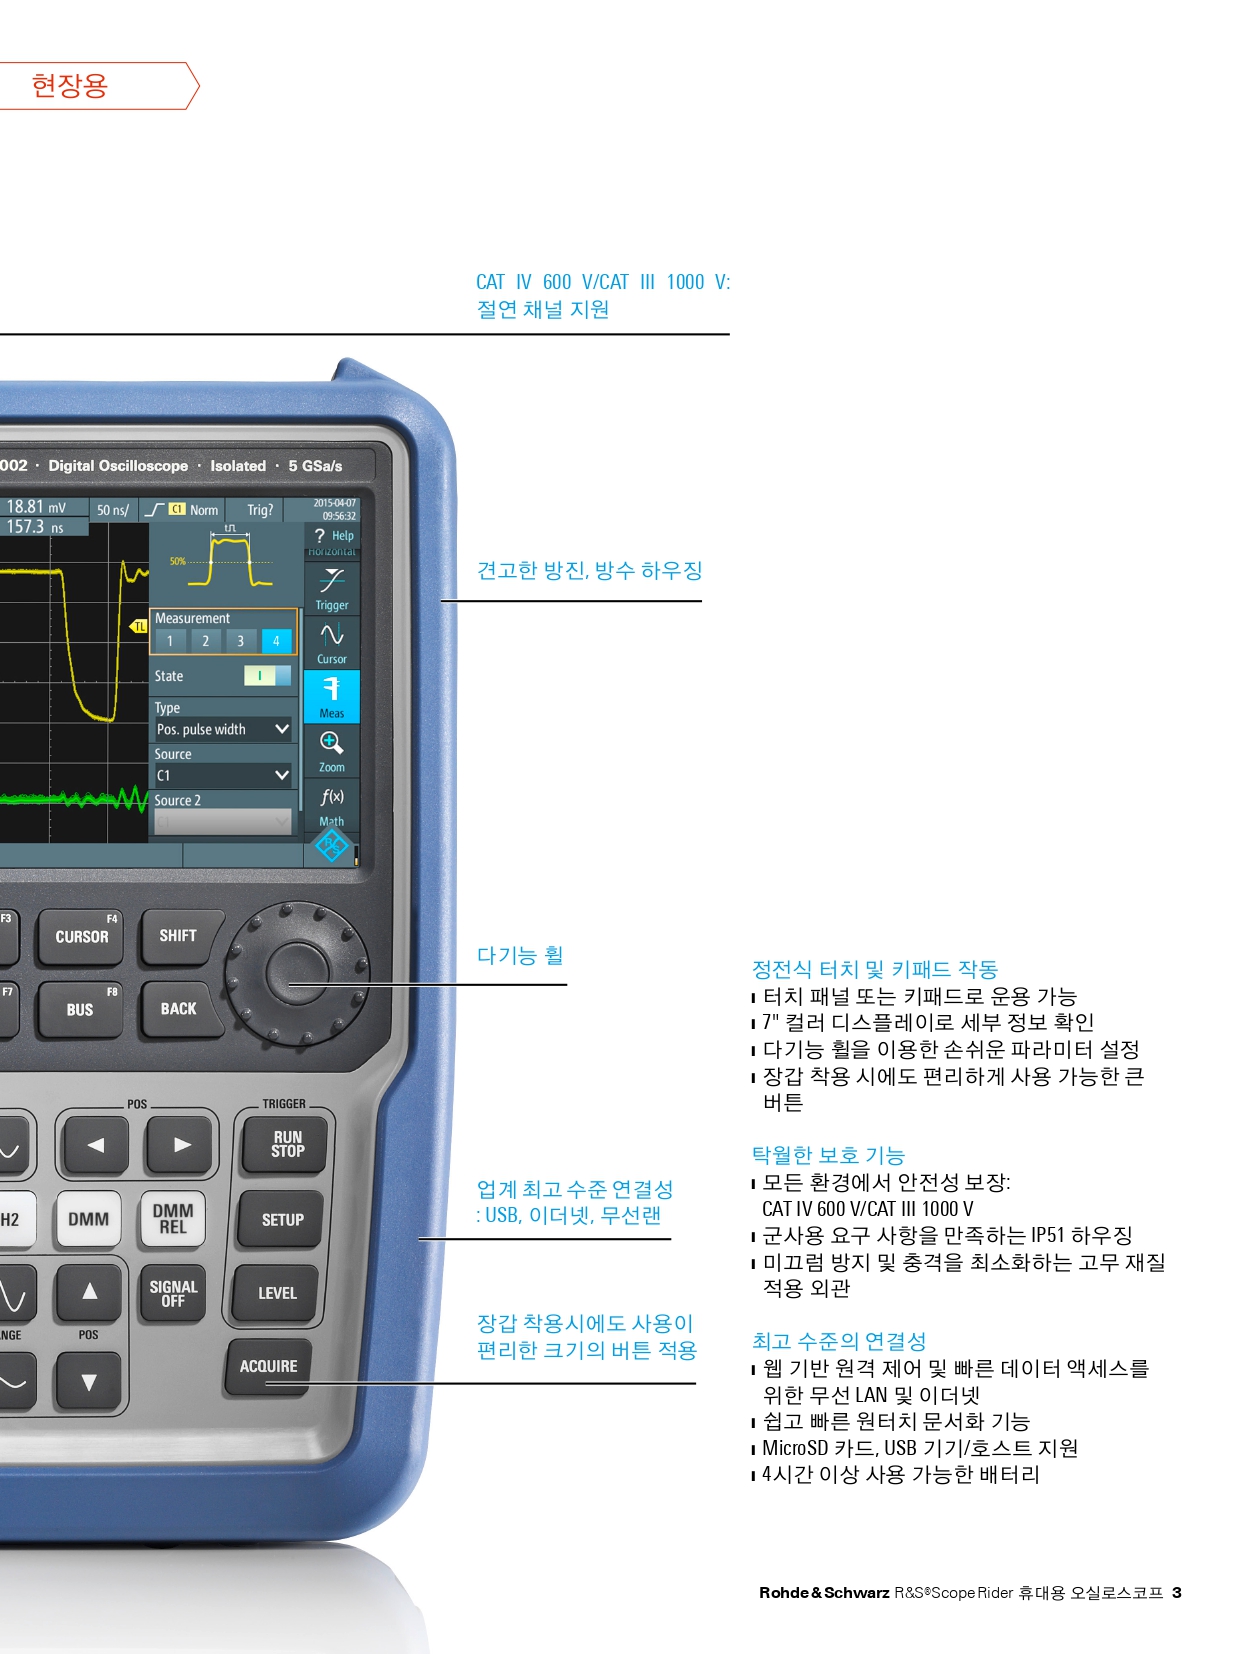 현장용
CAT IV 600 V/CAT III 1000 V:
절연 채널 지원
002 · Digital Oscilloscope · Isolated · 5 GSa/s
18.81 mV
157.3 ns
50 ns/
C1 Norm
Trig?
2015-04-07
09:56:32
50%
? Help
Horizontal
Trigger
TL
Measurement
1 2 3 4
Cursor
State
I
Meas
Type
Pos. pulse width
Source
C1
Zoom
Source 2
C1
f(x)
Math
R S
견고한 방진, 방수 하우징
F3
F4
CURSOR
SHIFT
F7
F8
BUS
BACK
다기능 휠
POS
TRIGGER
RUN
STOP
H2
DMM
DMM
REL
SETUP
SIGNAL
OFF
LEVEL
NGE
POS
ACQUIRE
업계 최고 수준 연결성
: USB, 이더넷, 무선랜
장갑 착용시에도 사용이
편리한 크기의 버튼 적용
정전식 터치 및 키패드 작동
터치 패널 또는 키패드로 운용 가능
7" 컬러 디스플레이로 세부 정보 확인
다기능 휠을 이용한 손쉬운 파라미터 설정
장갑 착용 시에도 편리하게 사용 가능한 큰
버튼
탁월한 보호 기능
모든 환경에서 안전성 보장:
CAT IV 600 V/CAT III 1000 V
군사용 요구 사항을 만족하는 IP51 하우징
미끄럼 방지 및 충격을 최소화하는 고무 재질
적용 외관
최고 수준의 연결성
웹 기반 원격 제어 및 빠른 데이터 액세스를
위한 무선 LAN 및 이더넷
쉽고 빠른 원터치 문서화 기능
MicroSD 카드, USB 기기/호스트 지원
4시간 이상 사용 가능한 배터리
Rohde & Schwarz R&S®Scope Rider 휴대용 오실로스코프 3